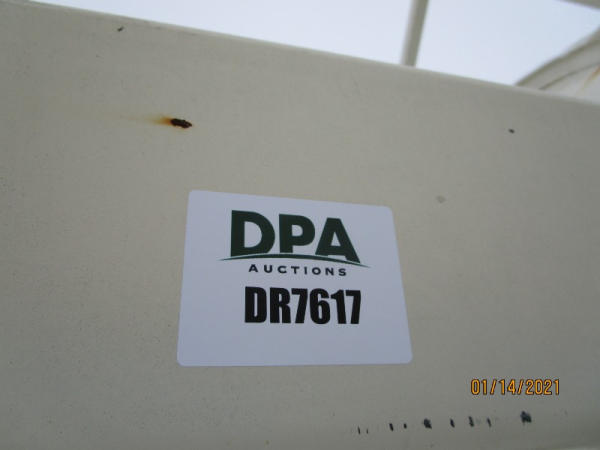 DPA
AUCTIONS
DR7617
01/14/2021